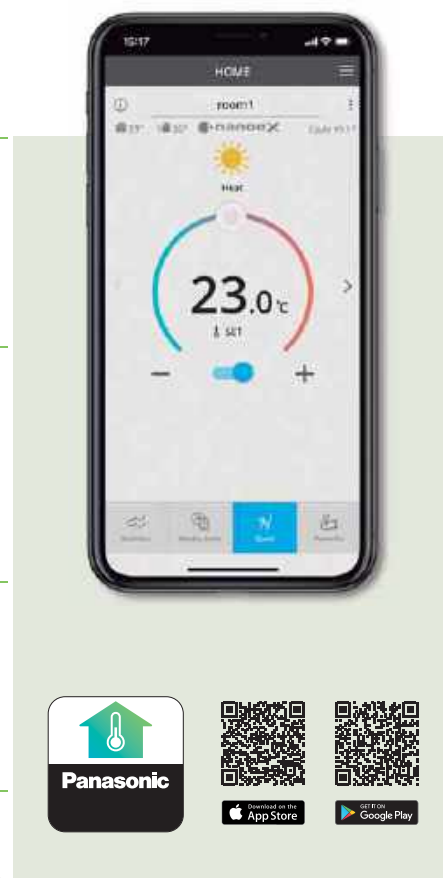 15:17
HOME
room1
nanoeX
Heat
23.0℃
SET
− +
Panasonic
Download on the
App Store
GET IT ON
Google Play